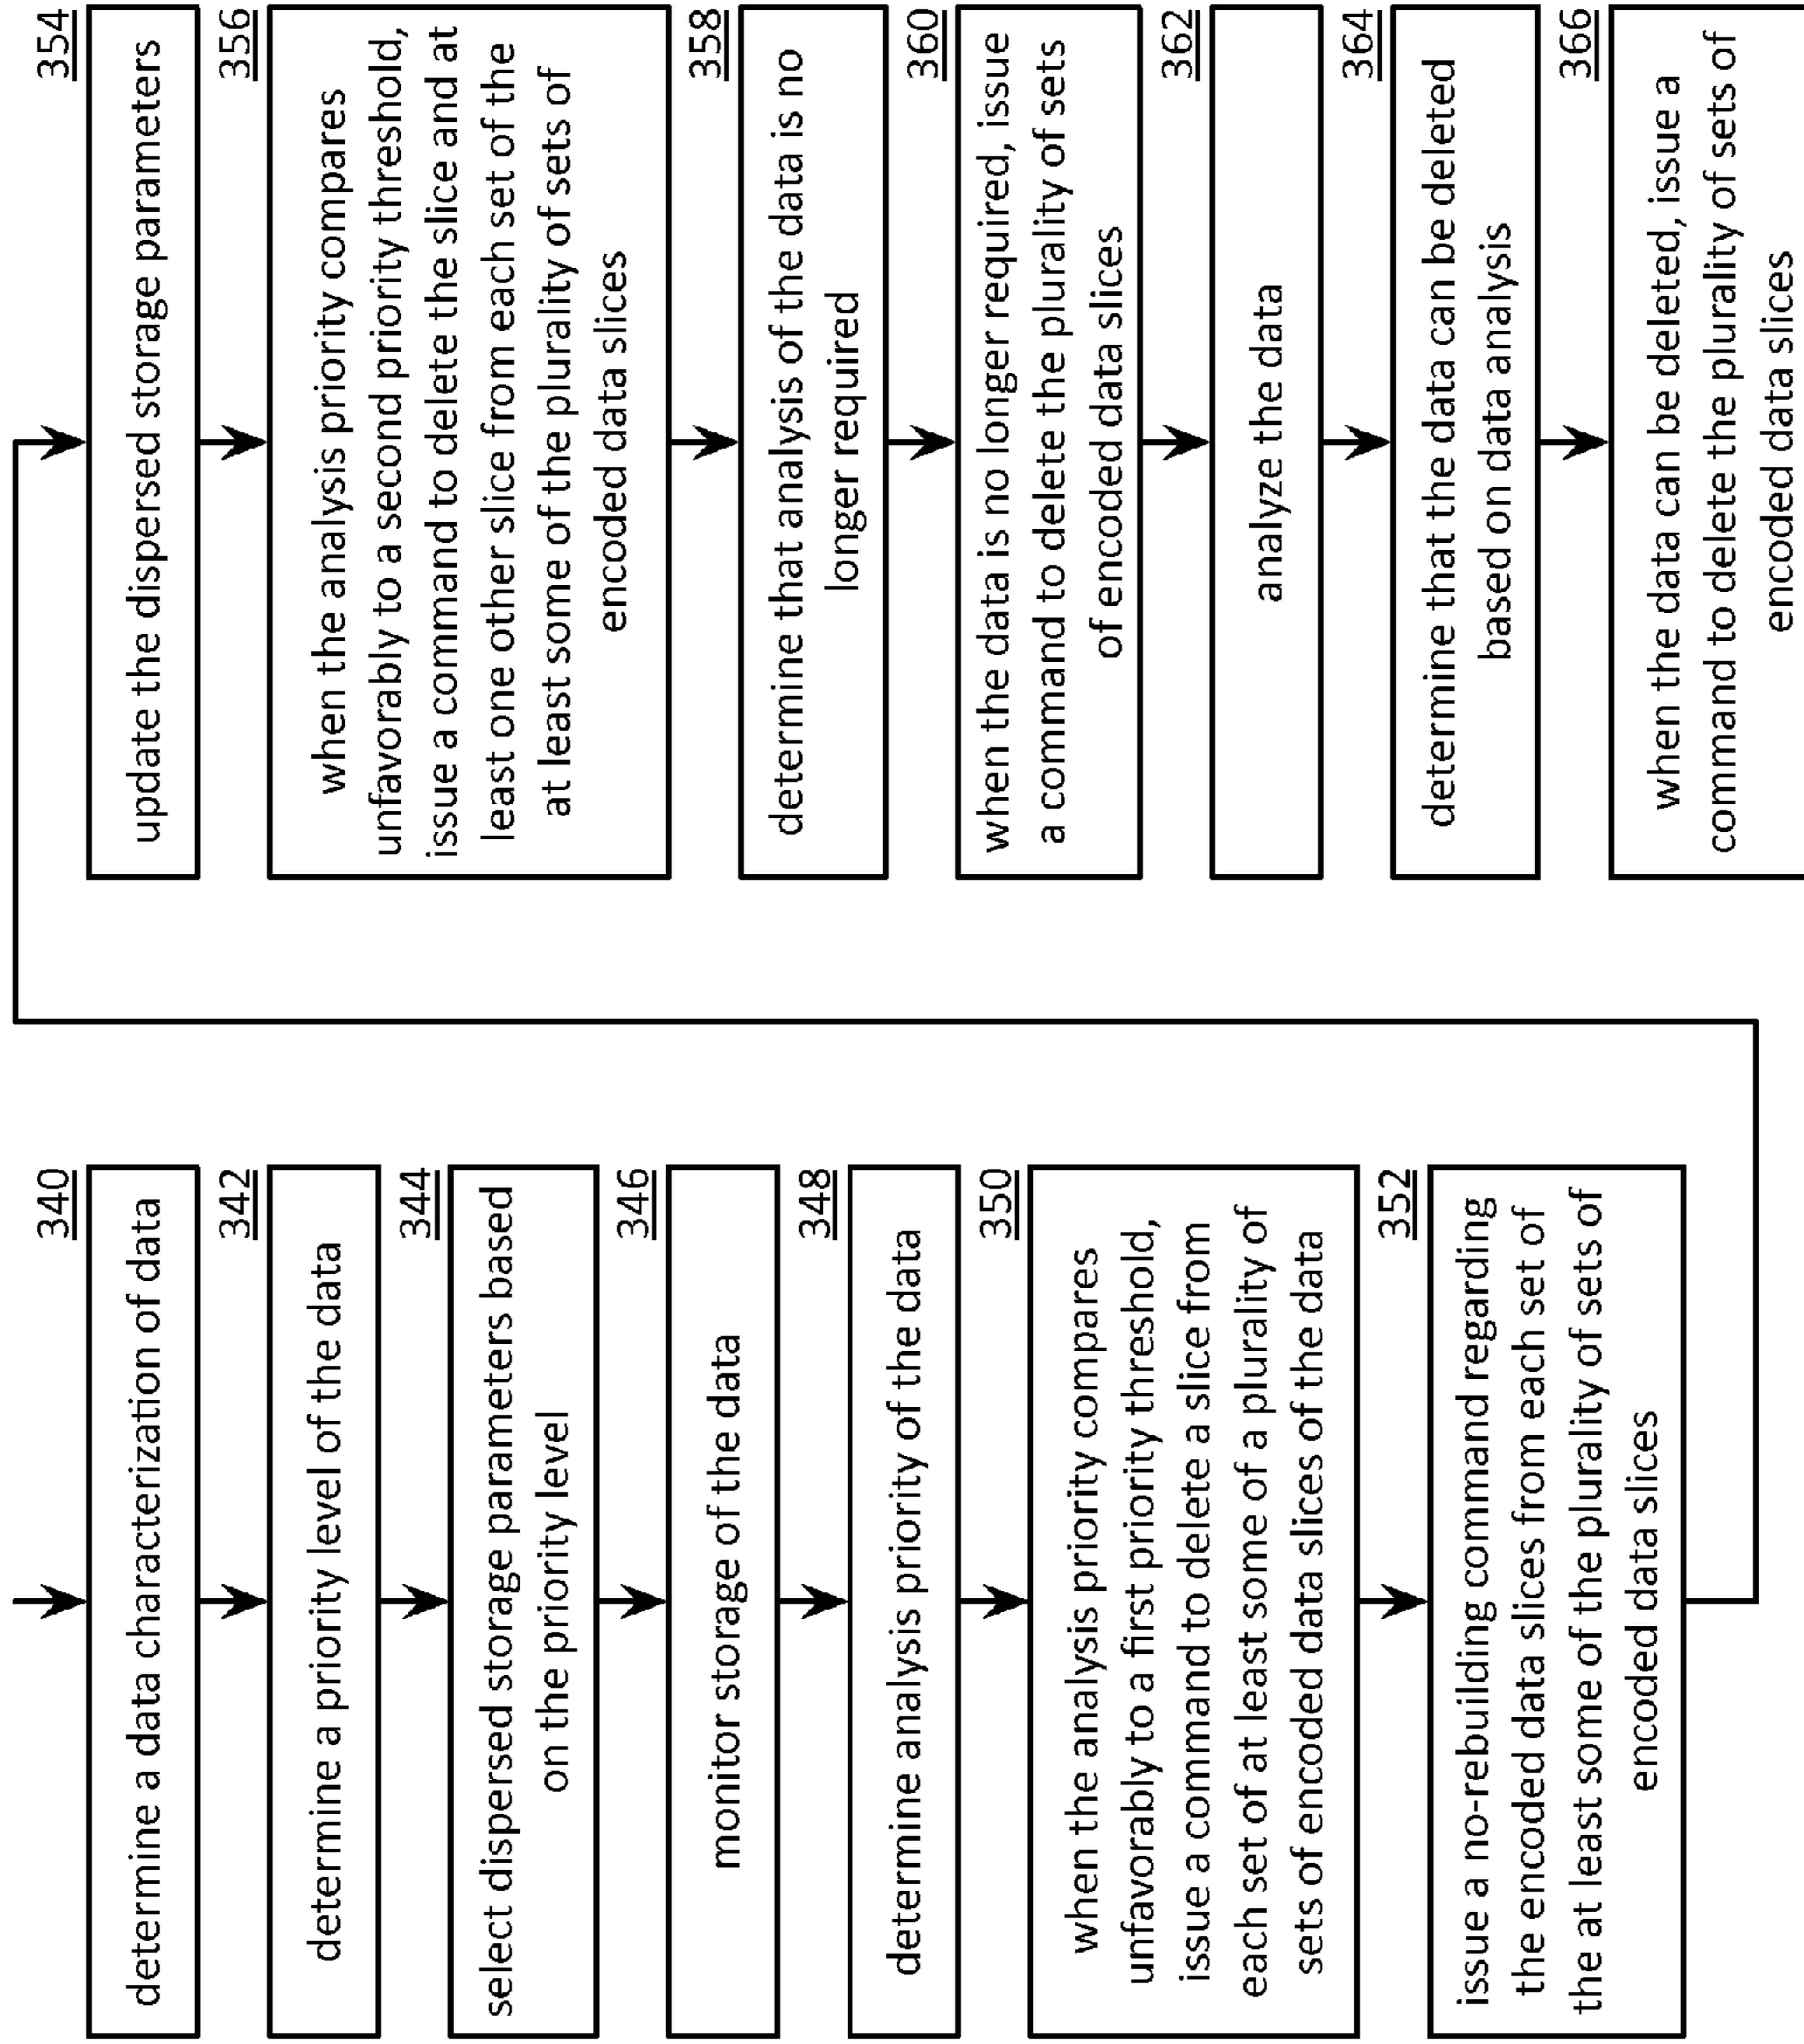 340
determine a data characterization of data
342
determine a priority level of the data
344
select dispersed storage parameters based
on the priority level
346
monitor storage of the data
348
determine analysis priority of the data
350
when the analysis priority compares
unfavorably to a first priority threshold,
issue a command to delete a slice from
each set of at least some of a plurality of
sets of encoded data slices of the data
352
issue a no-rebuilding command regarding
the encoded data slices from each set of
the at least some of the plurality of sets of
encoded data slices
354
update the dispersed storage parameters
356
when the analysis priority compares
unfavorably to a second priority threshold,
issue a command to delete the slice and at
least one other slice from each set of the
at least some of the plurality of sets of
encoded data slices
358
determine that analysis of the data is no
longer required
360
when the data is no longer required, issue
a command to delete the plurality of sets
of encoded data slices
362
analyze the data
364
determine that the data can be deleted
based on data analysis
366
when the data can be deleted, issue a
command to delete the plurality of sets of
encoded data slices